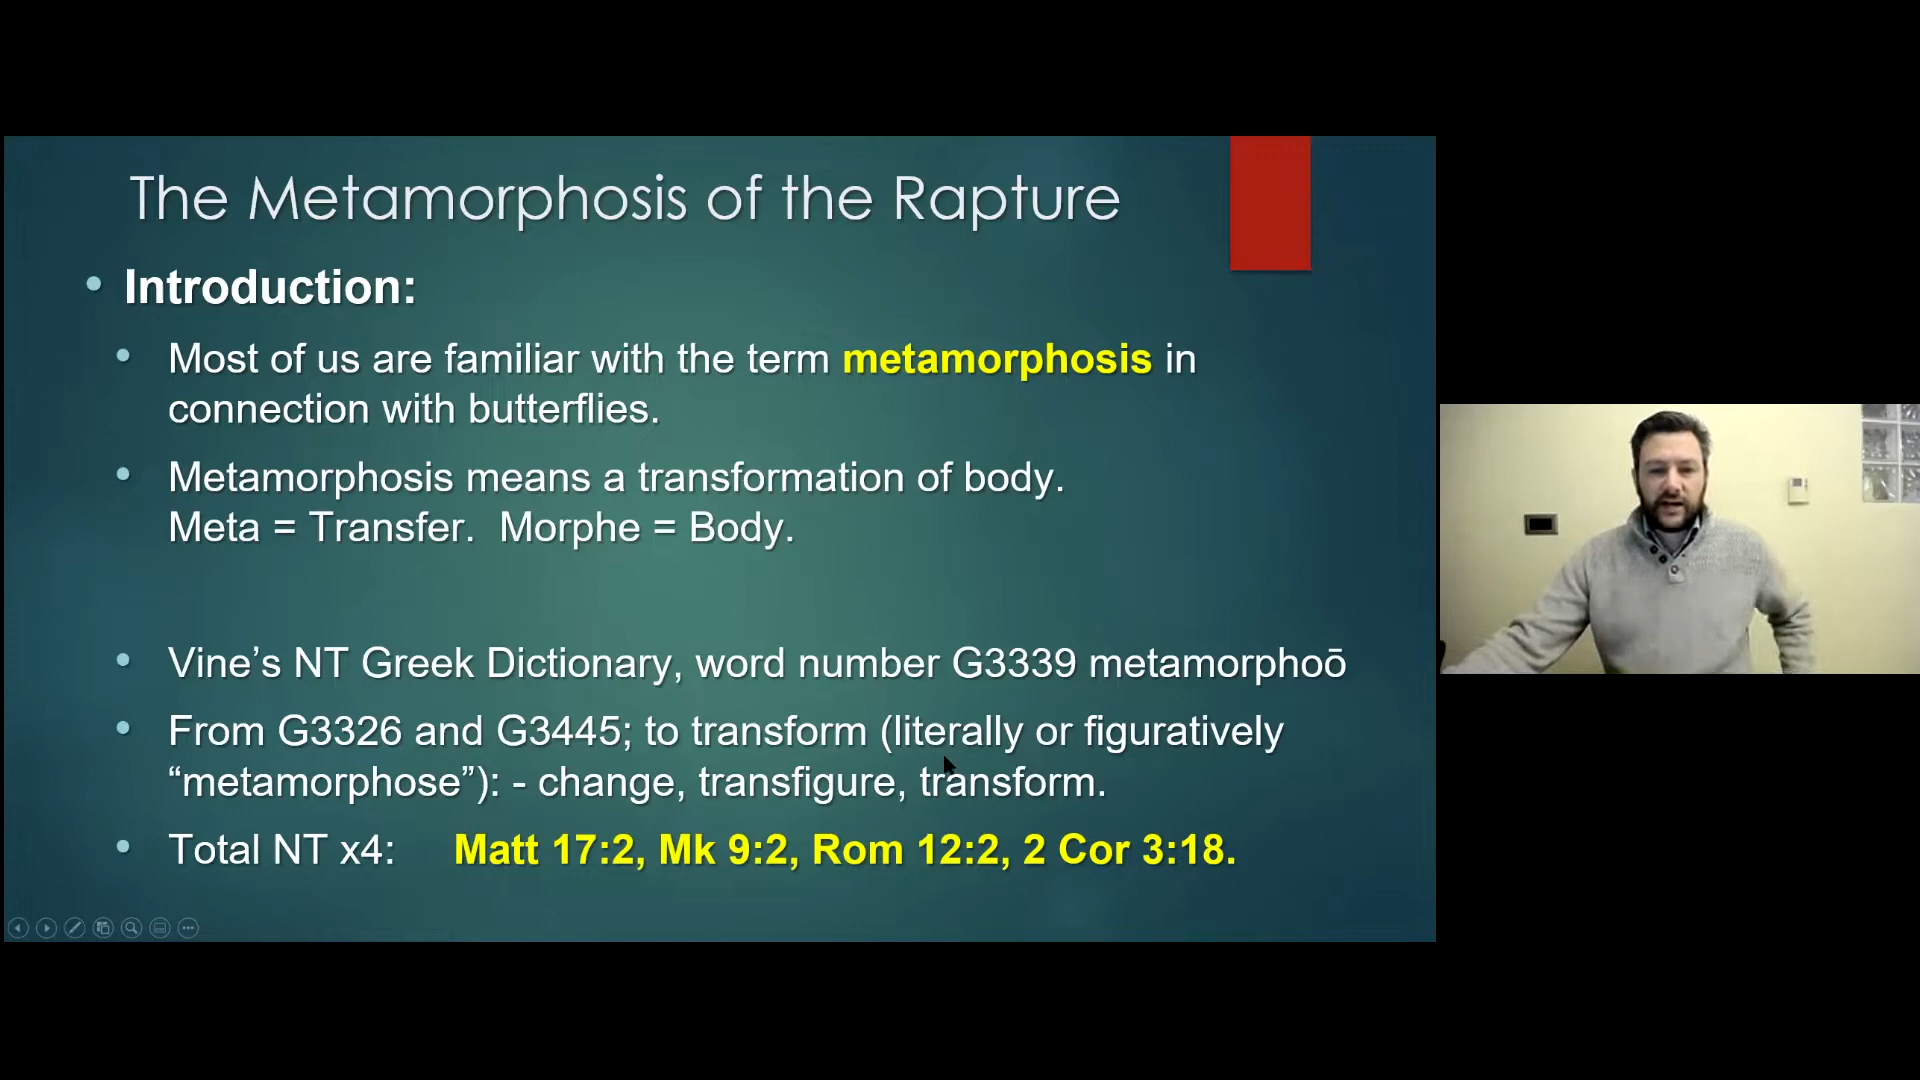 The Metamorphosis of the Rapture
• Introduction:
• Most of us are familiar with the term metamorphosis in
connection with butterflies.
• Metamorphosis means a transformation of body.
Meta = Transfer.  Morphe = Body.
• Vine’s NT Greek Dictionary, word number G3339 metamorphoō
• From G3326 and G3445; to transform (literally or figuratively
“metamorphose”): - change, transfigure, transform.
• Total NT x4: Matt 17:2, Mk 9:2, Rom 12:2, 2 Cor 3:18.